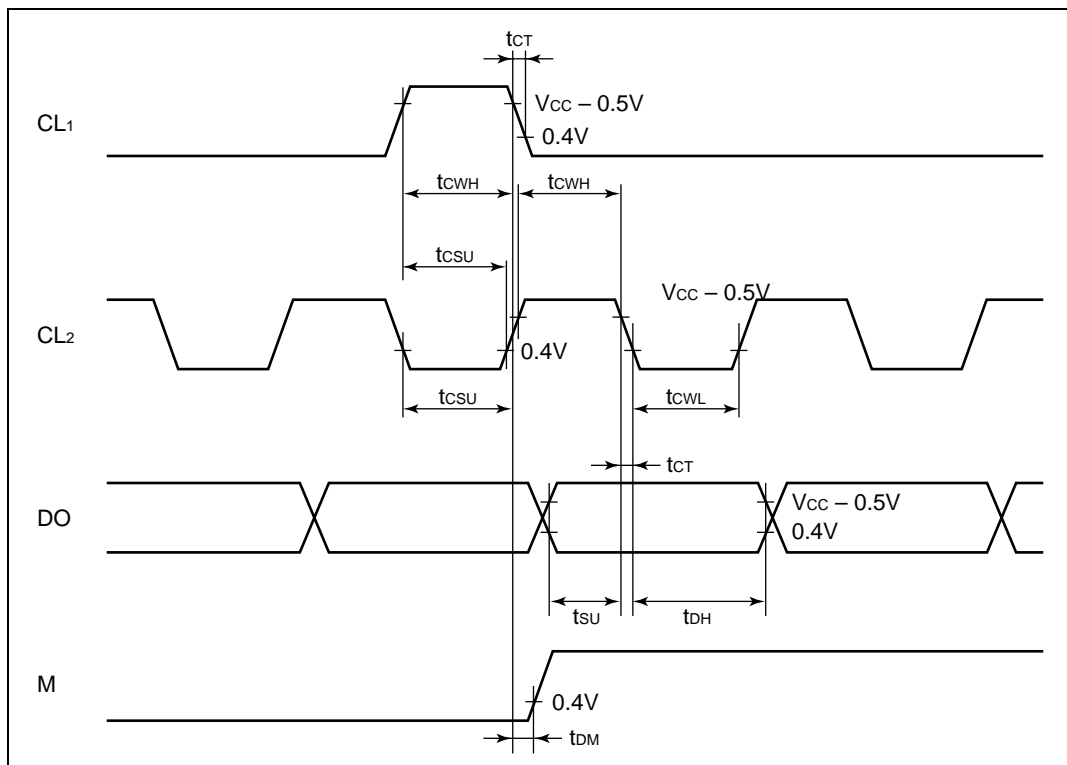 tCT
CL1
VCC – 0.5V
0.4V
tCWH
tCWH
tCSU
VCC – 0.5V
CL2
0.4V
tCSU
tCWL
tCT
DO
VCC – 0.5V
0.4V
tSU
tDH
M
0.4V
tDM